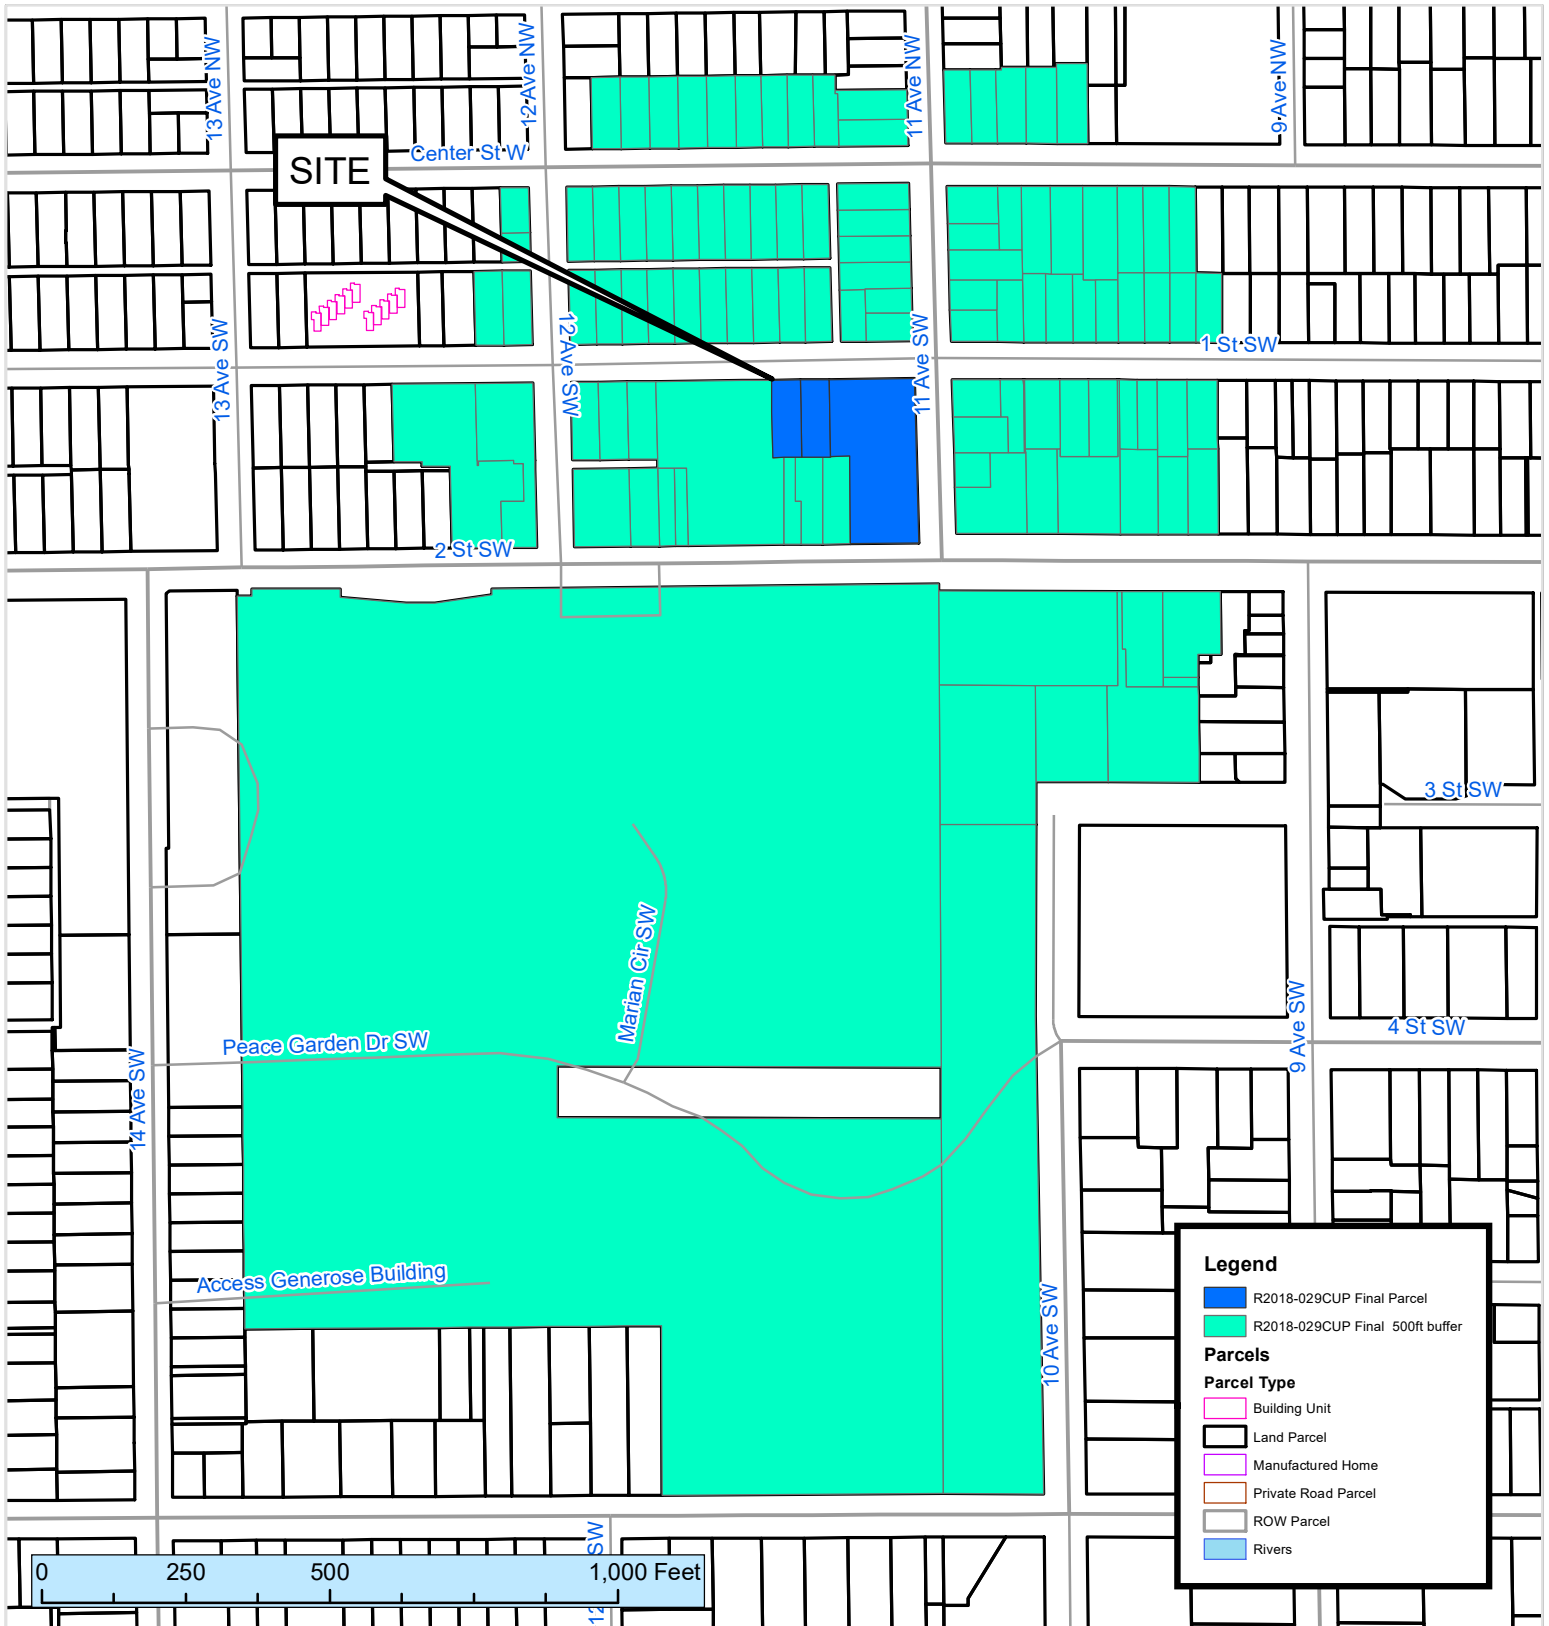 13 Ave NW
12 Ave NW
11 Ave NW
9 Ave NW
Center St W
SITE
13 Ave SW
12 Ave SW
11 Ave SW
1 St SW
2 St SW
3 St SW
Marian Cir SW
Peace Garden Dr SW
14 Ave SW
9 Ave SW
4 St SW
Access Generose Building
10 Ave SW
Legend
R2018-029CUP Final Parcel
R2018-029CUP Final 500ft buffer
Parcels
Parcel Type
Building Unit
Land Parcel
Manufactured Home
Private Road Parcel
ROW Parcel
Rivers
0 250 500 1,000 Feet
12 SW